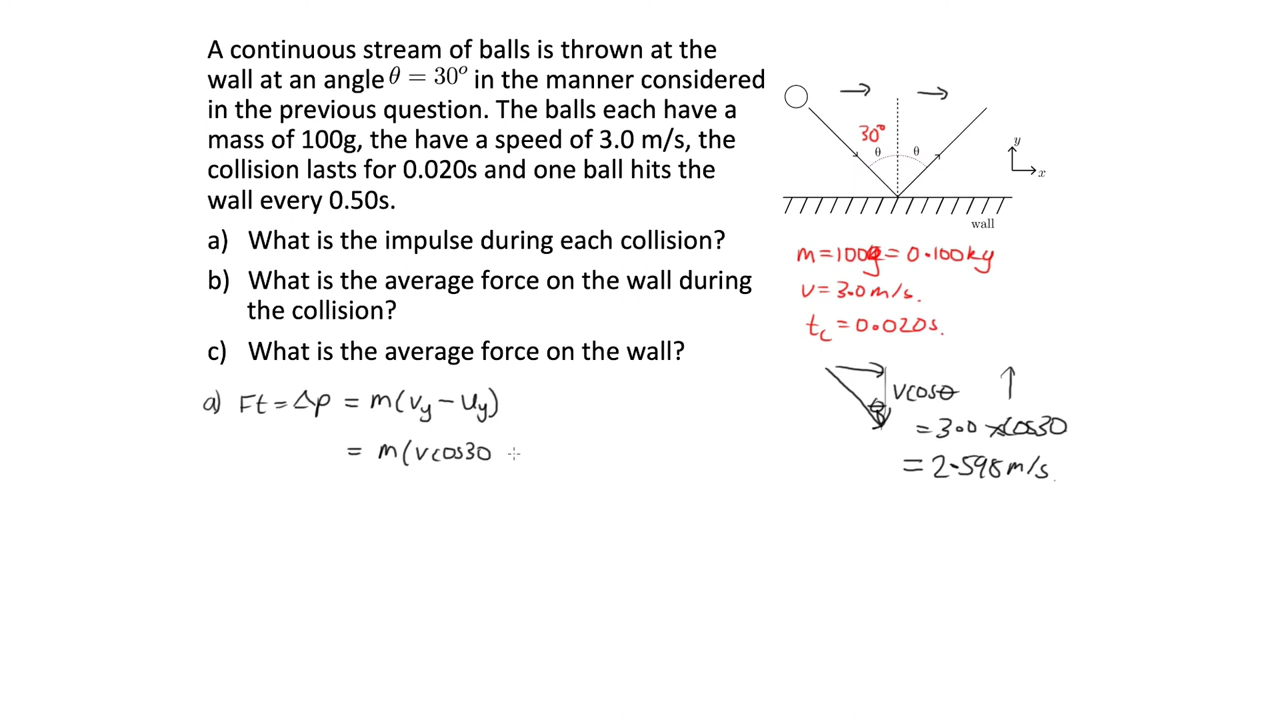 A continuous stream of balls is thrown at the
wall at an angle θ = 30° in the manner considered
in the previous question. The balls each have a
mass of 100g, the have a speed of 3.0 m/s, the
collision lasts for 0.020s and one ball hits the
wall every 0.50s.
a) What is the impulse during each collision?
b) What is the average force on the wall during
the collision?
c) What is the average force on the wall?
a) Ft = Δp = m(vy - uy)
= m(vcos30 +
30°
θ θ
y
x
wall
m = 100g = 0.100kg
v = 3.0 m/s.
tc = 0.020s.
θ
vcosθ
= 3.0 × cos30
= 2.598 m/s.